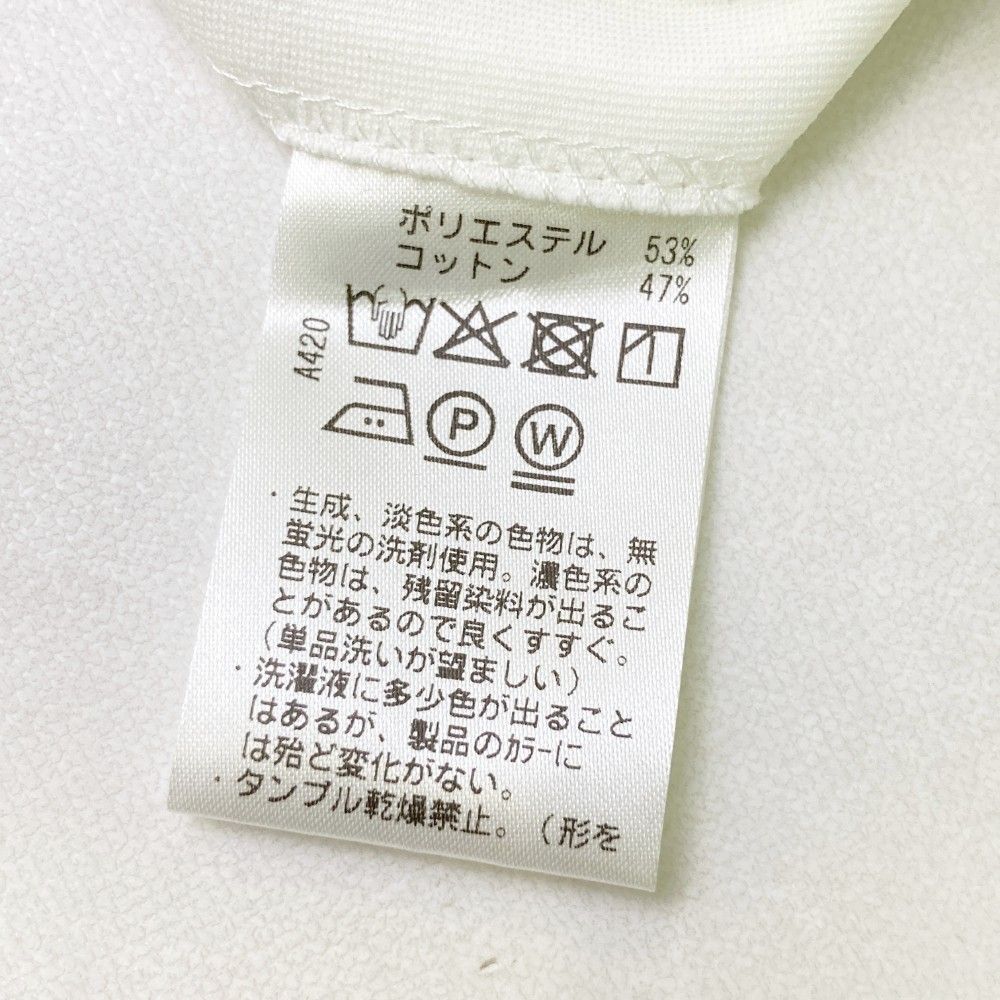 ポリエステル 53%
コットン 47%
A420
P W
・生成、淡色系の色物は、無
蛍光の洗剤使用。濃色系の
色物は、残留染料が出るこ
とがあるので良くすすぐ。
(単品洗いが望ましい)
・洗濯液に多少色が出ること
はあるが、製品のｶﾗｰに
は殆ど変化がない。
・タンブル乾燥禁止。(形を